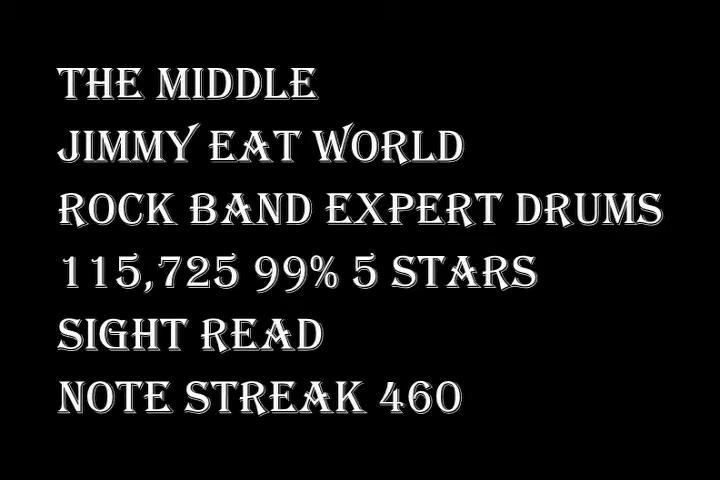 THE MIDDLE
JIMMY EAT WORLD
ROCK BAND EXPERT DRUMS
115,725 99% 5 STARS
SIGHT READ
NOTE STREAK 460